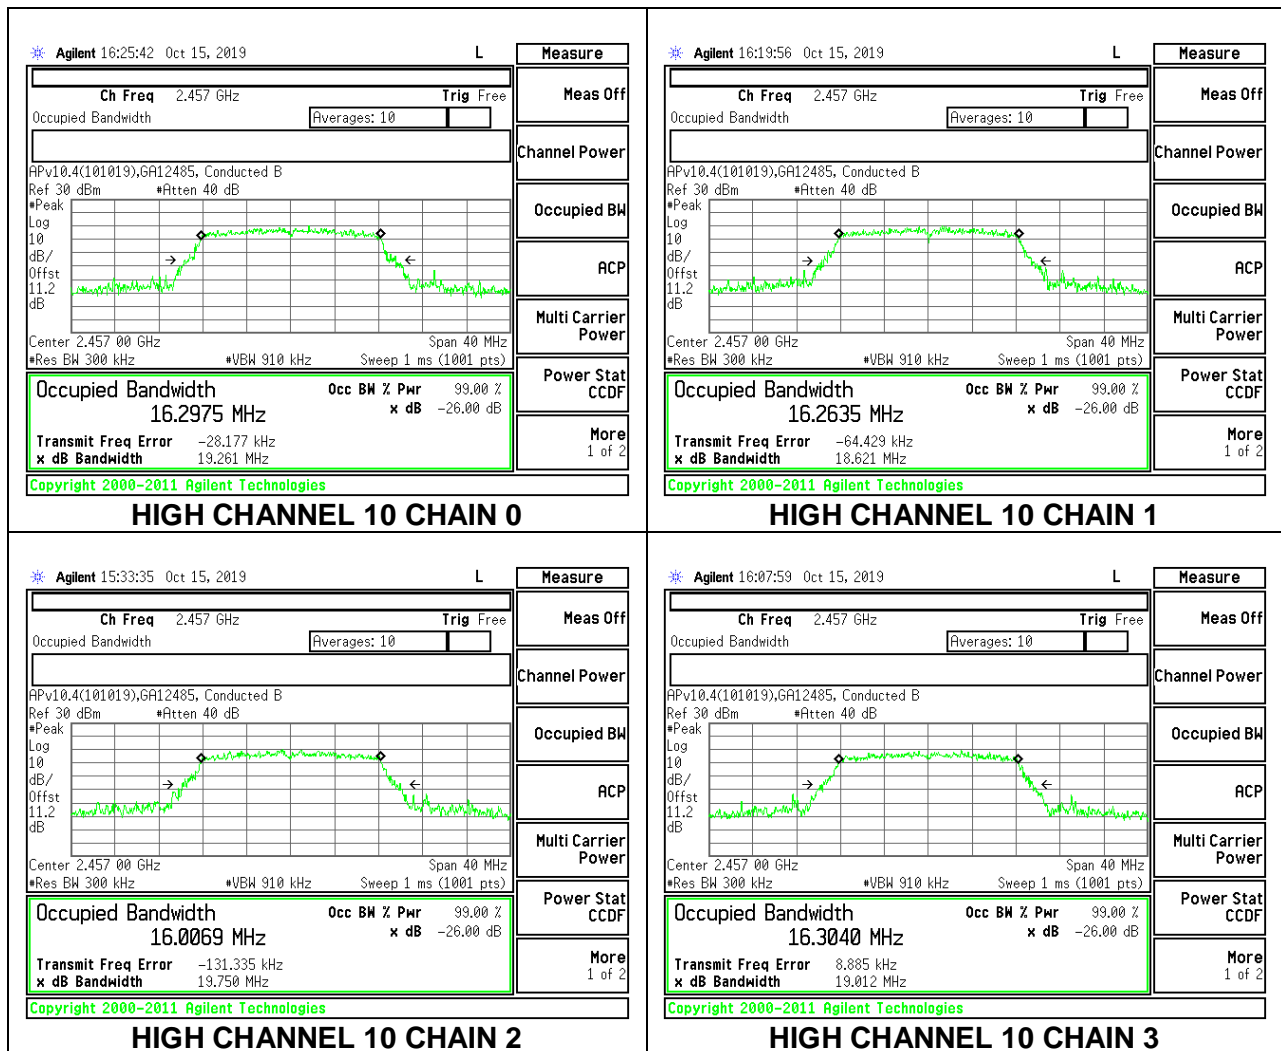 Agilent 16:25:42 Oct 15, 2019 L
Measure
Ch Freq 2.457 GHz Trig Free
Meas Off
Occupied Bandwidth Averages: 10
Channel Power
APv10.4(101019),GA12485, Conducted B
Ref 30 dBm #Atten 40 dB
#Peak
Log
10
dB/
Offst
11.2
dB
Occupied BW
ACP
Multi Carrier
Power
Center 2.457 00 GHz Span 40 MHz
#Res BW 300 kHz #VBW 910 kHz Sweep 1 ms (1001 pts)
Power Stat
CCDF
Occupied Bandwidth Occ BW % Pwr 99.00 %
16.2975 MHz x dB -26.00 dB
Transmit Freq Error -28.177 kHz
x dB Bandwidth 19.261 MHz
More
1 of 2
Copyright 2000-2011 Agilent Technologies
HIGH CHANNEL 10 CHAIN 0
Agilent 16:19:56 Oct 15, 2019 L
Measure
Ch Freq 2.457 GHz Trig Free
Meas Off
Occupied Bandwidth Averages: 10
Channel Power
APv10.4(101019),GA12485, Conducted B
Ref 30 dBm #Atten 40 dB
#Peak
Log
10
dB/
Offst
11.2
dB
Occupied BW
ACP
Multi Carrier
Power
Center 2.457 00 GHz Span 40 MHz
#Res BW 300 kHz #VBW 910 kHz Sweep 1 ms (1001 pts)
Power Stat
CCDF
Occupied Bandwidth Occ BW % Pwr 99.00 %
16.2635 MHz x dB -26.00 dB
Transmit Freq Error -64.429 kHz
x dB Bandwidth 18.621 MHz
More
1 of 2
Copyright 2000-2011 Agilent Technologies
HIGH CHANNEL 10 CHAIN 1
Agilent 15:33:35 Oct 15, 2019 L
Measure
Ch Freq 2.457 GHz Trig Free
Meas Off
Occupied Bandwidth Averages: 10
Channel Power
APv10.4(101019),GA12485, Conducted B
Ref 30 dBm #Atten 40 dB
#Peak
Log
10
dB/
Offst
11.2
dB
Occupied BW
ACP
Multi Carrier
Power
Center 2.457 00 GHz Span 40 MHz
#Res BW 300 kHz #VBW 910 kHz Sweep 1 ms (1001 pts)
Power Stat
CCDF
Occupied Bandwidth Occ BW % Pwr 99.00 %
16.0069 MHz x dB -26.00 dB
Transmit Freq Error -131.335 kHz
x dB Bandwidth 19.750 MHz
More
1 of 2
Copyright 2000-2011 Agilent Technologies
HIGH CHANNEL 10 CHAIN 2
Agilent 16:07:59 Oct 15, 2019 L
Measure
Ch Freq 2.457 GHz Trig Free
Meas Off
Occupied Bandwidth Averages: 10
Channel Power
APv10.4(101019),GA12485, Conducted B
Ref 30 dBm #Atten 40 dB
#Peak
Log
10
dB/
Offst
11.2
dB
Occupied BW
ACP
Multi Carrier
Power
Center 2.457 00 GHz Span 40 MHz
#Res BW 300 kHz #VBW 910 kHz Sweep 1 ms (1001 pts)
Power Stat
CCDF
Occupied Bandwidth Occ BW % Pwr 99.00 %
16.3040 MHz x dB -26.00 dB
Transmit Freq Error 8.885 kHz
x dB Bandwidth 19.012 MHz
More
1 of 2
Copyright 2000-2011 Agilent Technologies
HIGH CHANNEL 10 CHAIN 3